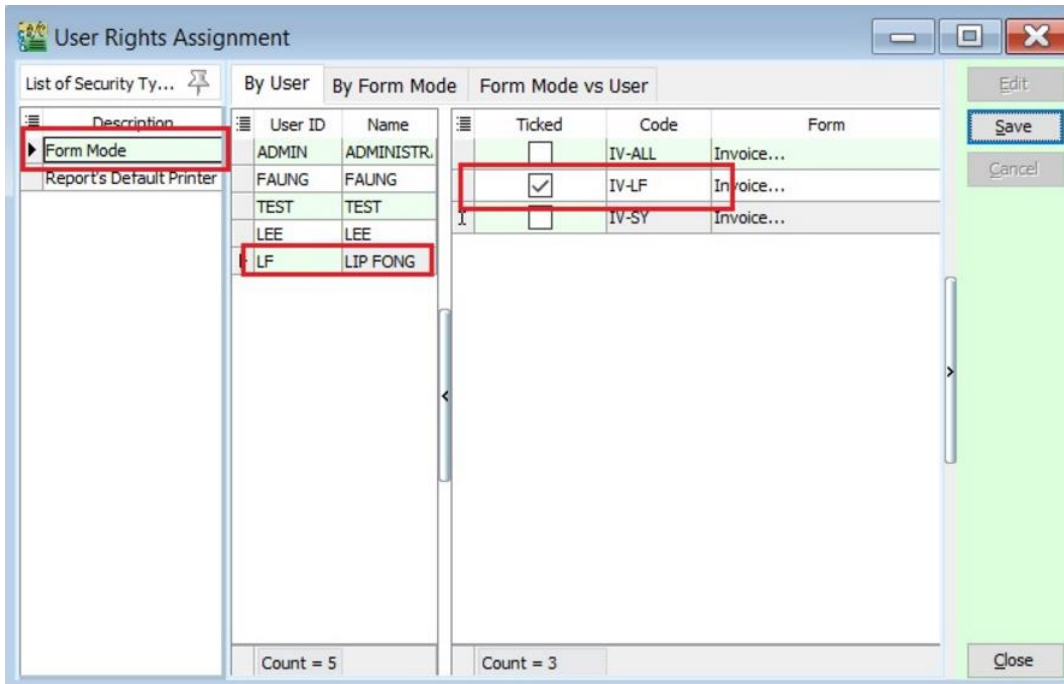 User Rights Assignment
List of Security Ty...
By User By Form Mode Form Mode vs User
Edit
Description User ID Name Ticked Code Form
Save
Form Mode ADMIN ADMINISTR. IV-ALL Invoice...
Cancel
Report's Default Printer FAUNG FAUNG IV-LF Invoice...
TEST TEST IV-SY Invoice...
LEE LEE
LF LIP FONG
Count = 5 Count = 3
Close